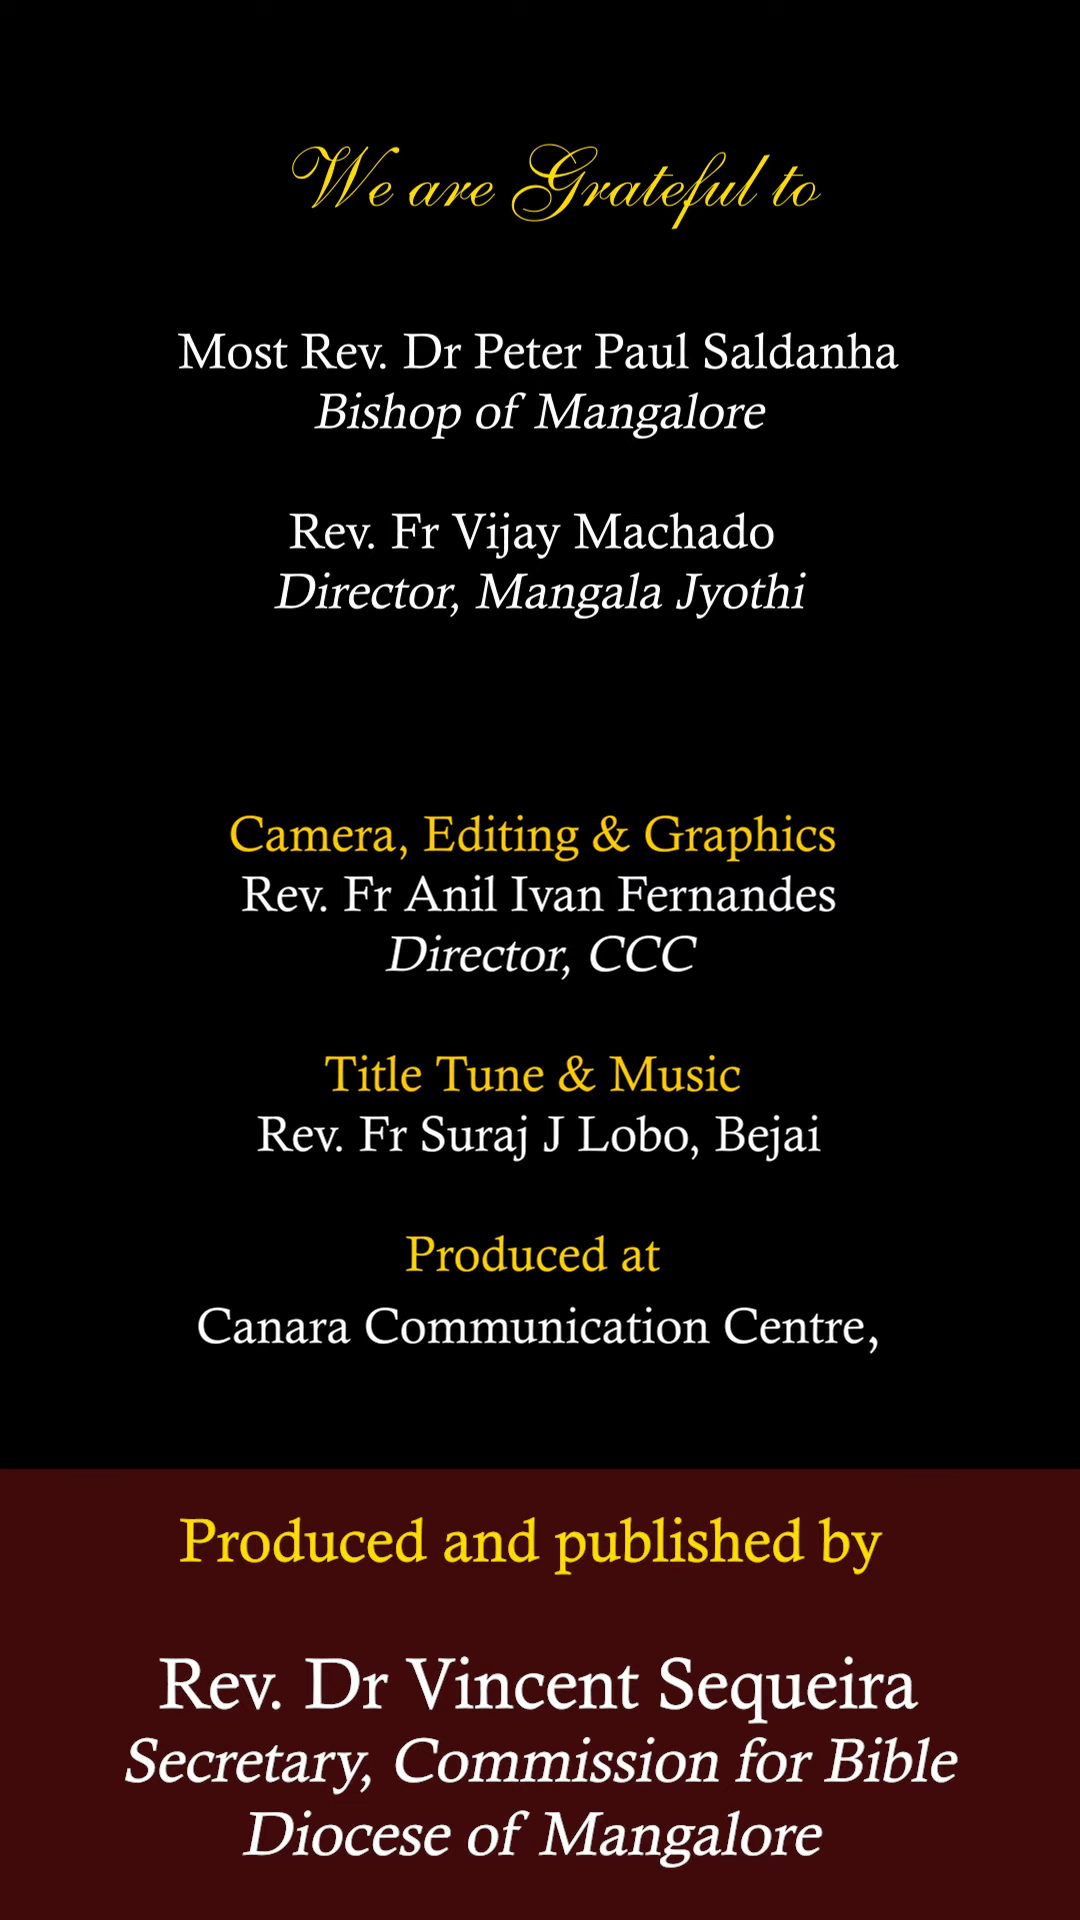 We are Grateful to
Most Rev. Dr Peter Paul Saldanha
Bishop of Mangalore
Rev. Fr Vijay Machado
Director, Mangala Jyothi
Camera, Editing & Graphics
Rev. Fr Anil Ivan Fernandes
Director, CCC
Title Tune & Music
Rev. Fr Suraj J Lobo, Bejai
Produced at
Canara Communication Centre,
Produced and published by
Rev. Dr Vincent Sequeira
Secretary, Commission for Bible
Diocese of Mangalore